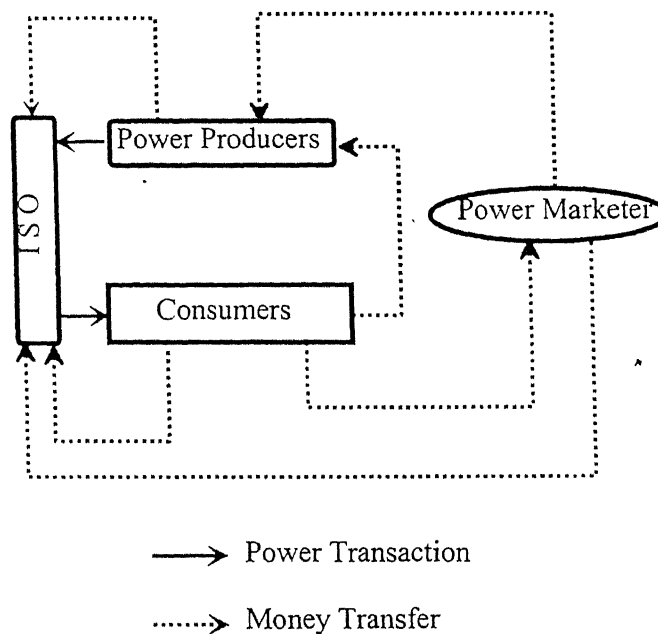 Power Producers
Power Marketer
ISO
Consumers
Power Transaction
Money Transfer